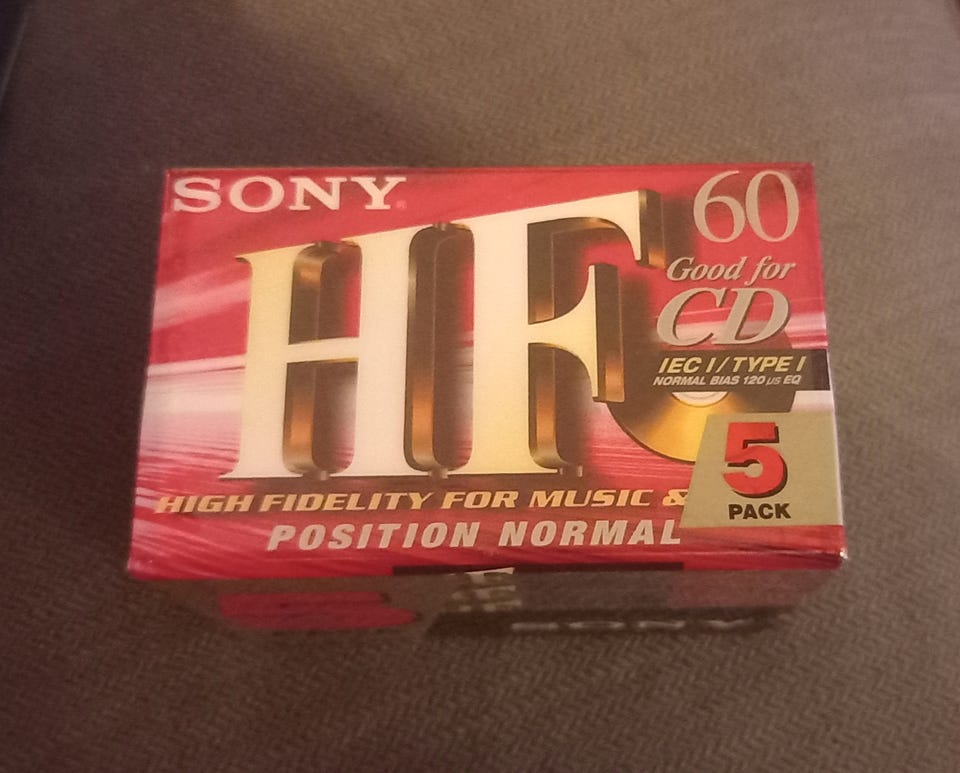 SONY
HF
60
Good for
CD
IEC I / TYPE I
NORMAL BIAS 120 µs EQ
5
PACK
HIGH FIDELITY FOR MUSIC &
POSITION NORMAL
SONY